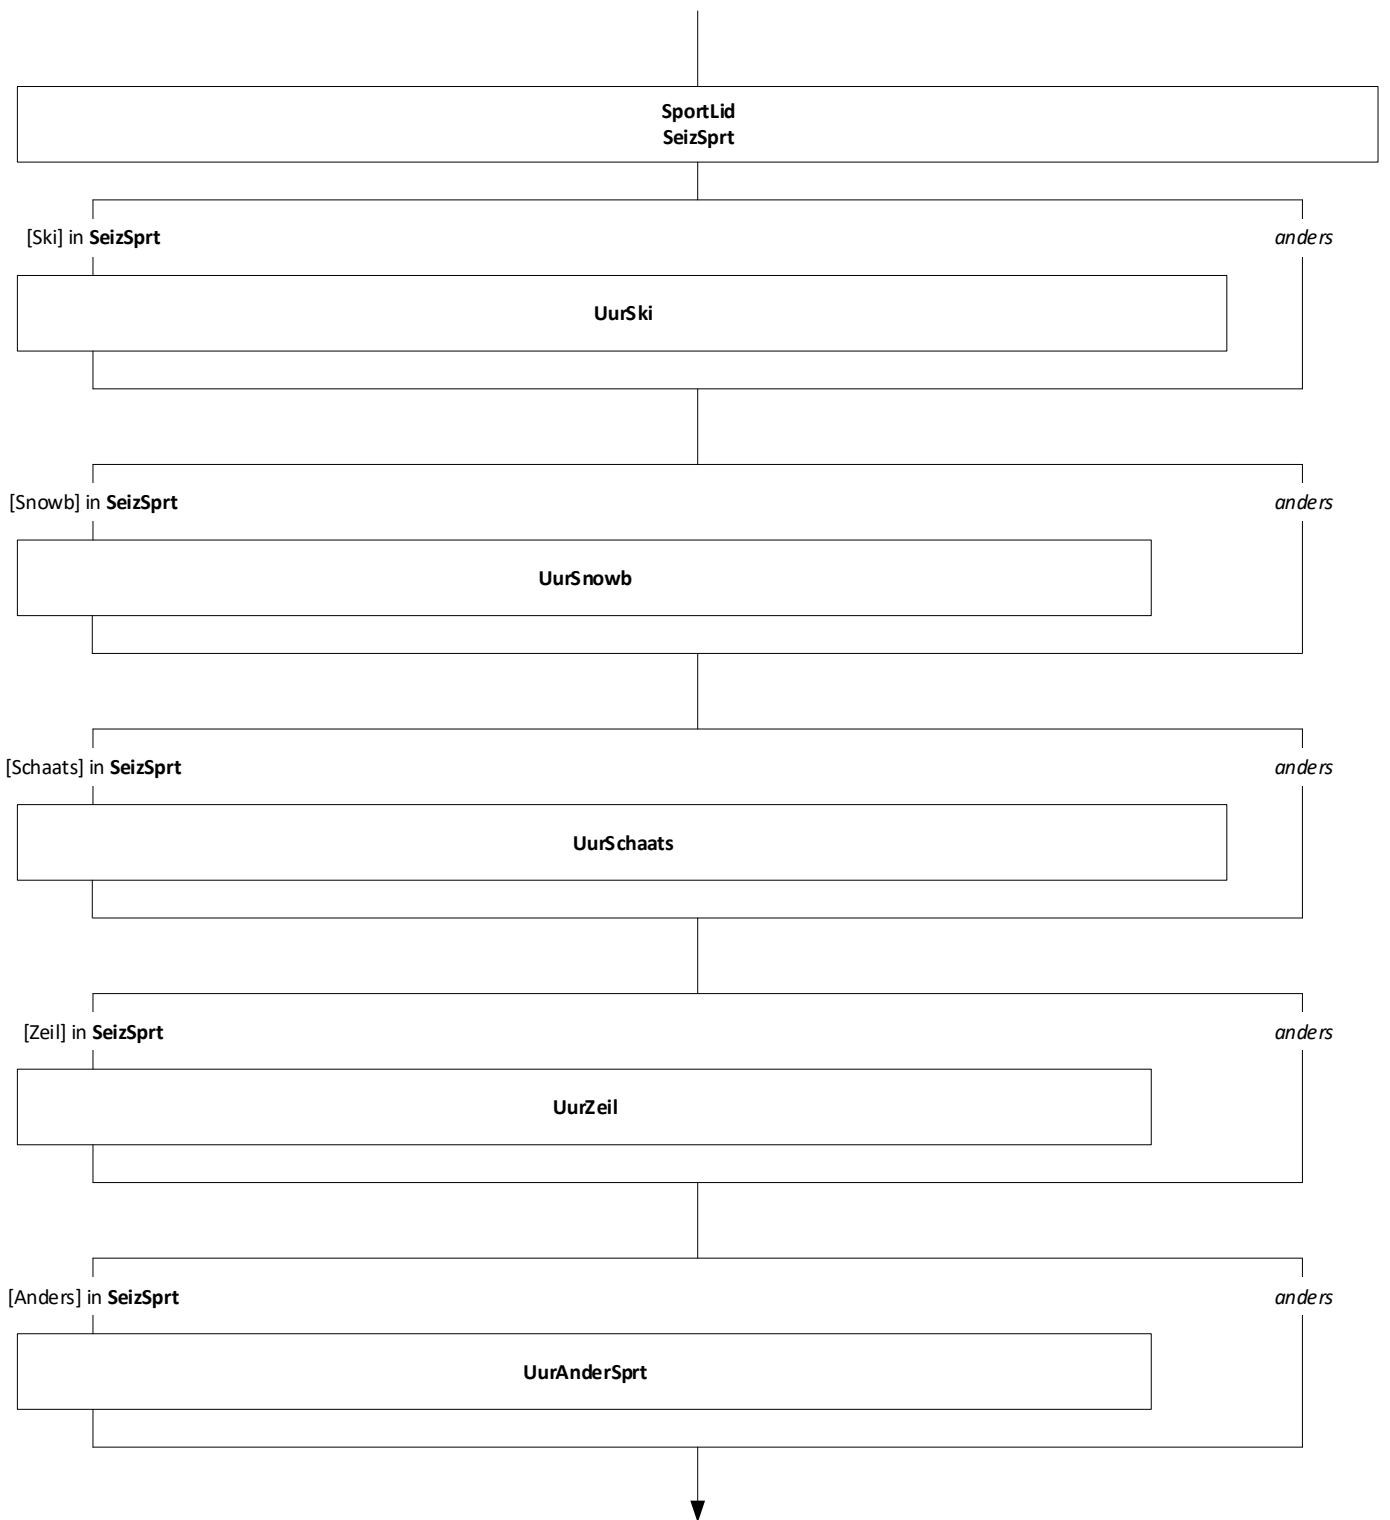 SportLid
SeizSprt
[Ski] in SeizSprt
anders
UurSki
[Snowb] in SeizSprt
anders
UurSnowb
[Schaats] in SeizSprt
anders
UurSchaats
[Zeil] in SeizSprt
anders
UurZeil
[Anders] in SeizSprt
anders
UurAnderSprt